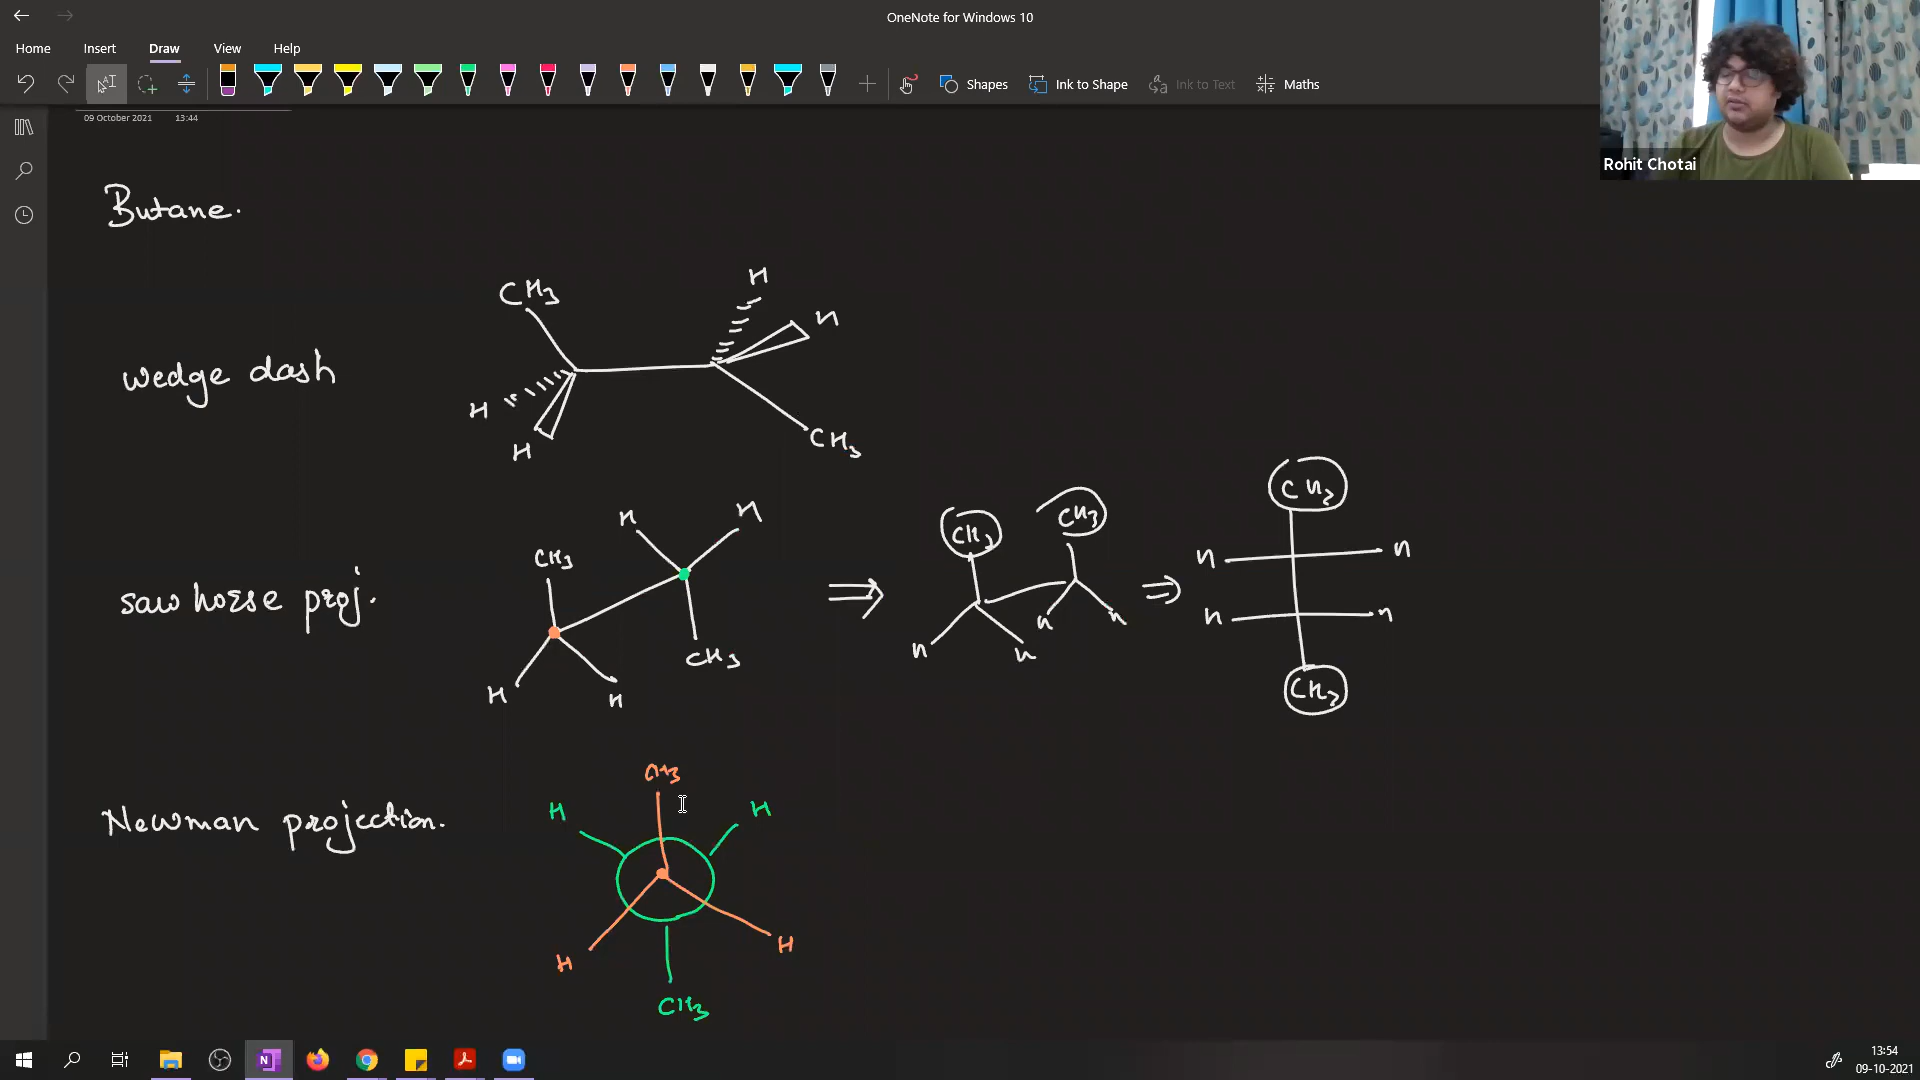 OneNote for Windows 10
Home Insert Draw View Help
Shapes Ink to Shape Ink to Text Maths
Rohit Chotai
09 October 2021 13:44
Butane.
H
CH3
H
wedge dash
H
CH3
H
CH3
CH3
H H
CH3 CH3
CH3
H H
sawhorse proj.
H H
H H
H H
CH3
H H
CH3
CH3
H H
Newman projection.
H H
CH3
13:54
09-10-2021